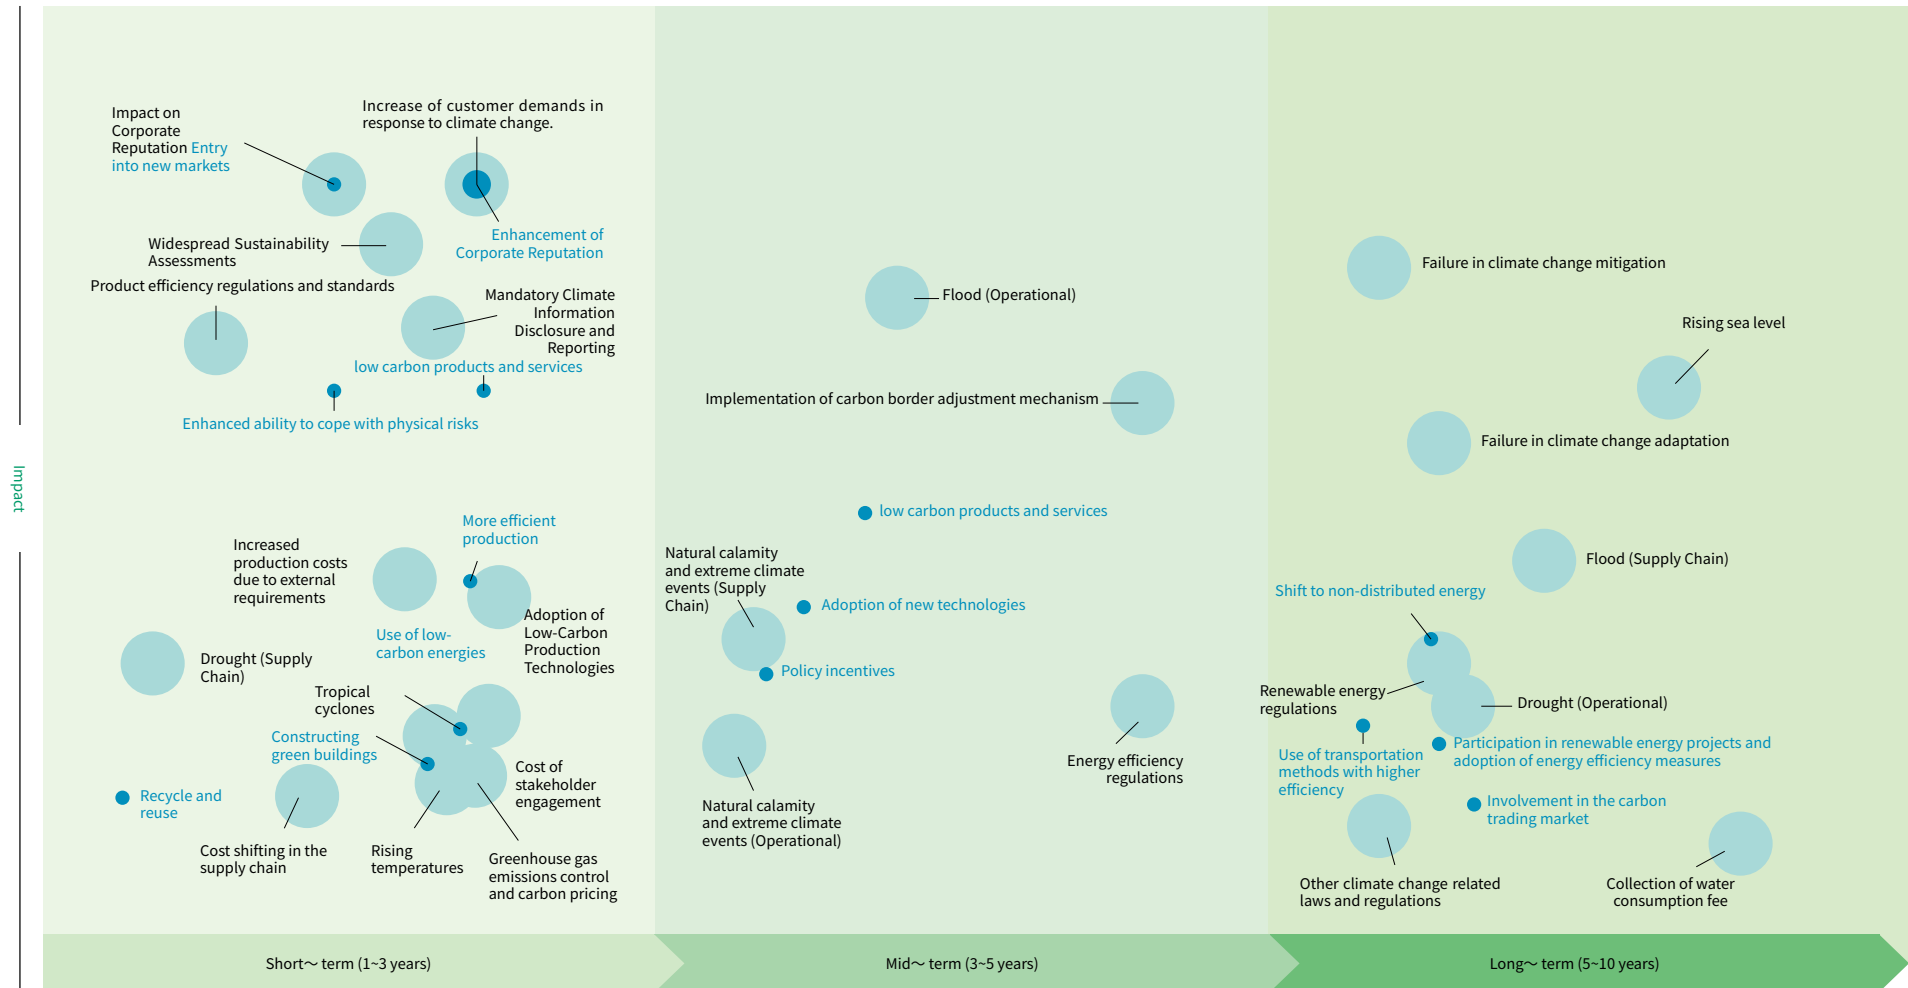 Impact
Impact on
Corporate
Reputation Entry
into new markets
Increase of customer demands in
response to climate change.
Enhancement of
Corporate Reputation
Widespread Sustainability
Assessments
Product efficiency regulations and standards
Mandatory Climate
Information
Disclosure and
Reporting
low carbon products and services
Enhanced ability to cope with physical risks
More efficient
production
Increased
production costs
due to external
requirements
Adoption of
Low-Carbon
Production
Technologies
Use of low-
carbon energies
Drought (Supply
Chain)
Tropical
cyclones
Constructing
green buildings
Cost of
stakeholder
engagement
Recycle and
reuse
Cost shifting in the
supply chain
Rising
temperatures
Greenhouse gas
emissions control
and carbon pricing
Flood (Operational)
Implementation of carbon border adjustment mechanism
low carbon products and services
Natural calamity
and extreme climate
events (Supply
Chain)
Adoption of new technologies
Policy incentives
Energy efficiency
regulations
Natural calamity
and extreme climate
events (Operational)
Failure in climate change mitigation
Rising sea level
Failure in climate change adaptation
Flood (Supply Chain)
Shift to non-distributed energy
Renewable energy
regulations
Drought (Operational)
Use of transportation
methods with higher
efficiency
Participation in renewable energy projects and
adoption of energy efficiency measures
Involvement in the carbon
trading market
Other climate change related
laws and regulations
Collection of water
consumption fee
Short～ term (1~3 years)
Mid～ term (3~5 years)
Long～ term (5~10 years)